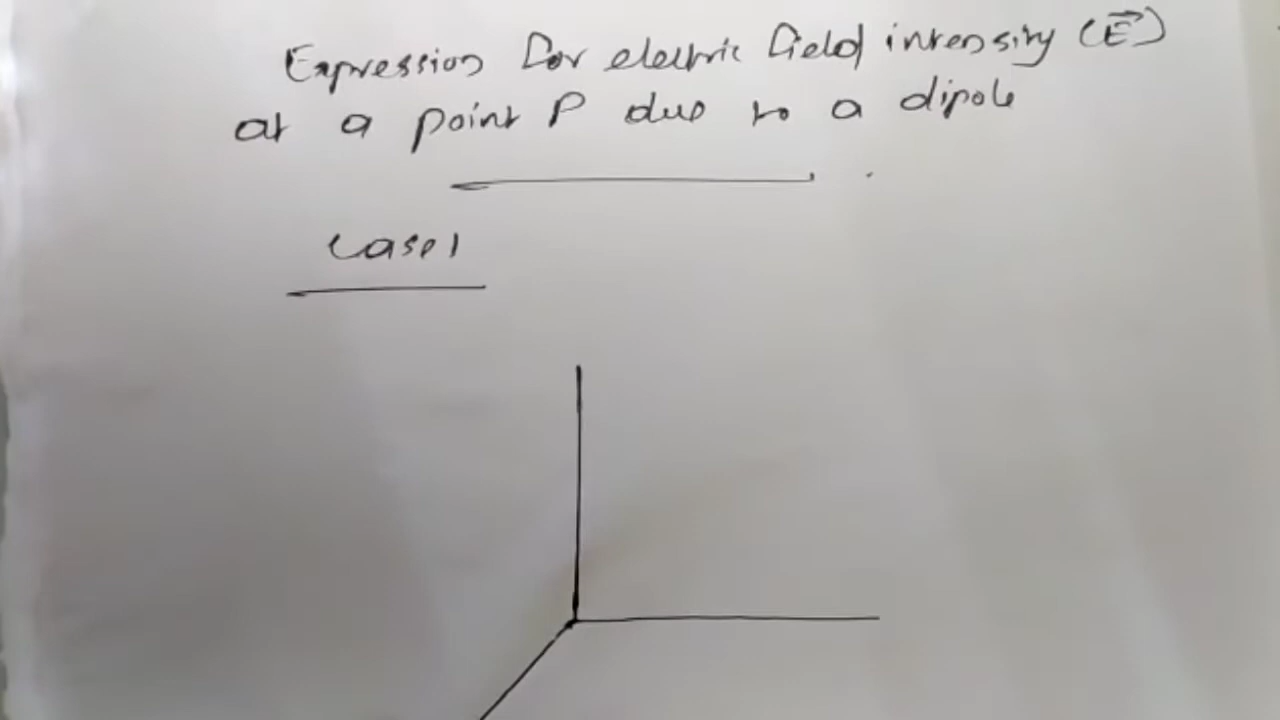 Expression for electric field intensity (E⃗)
at a point P due to a dipole
Case 1